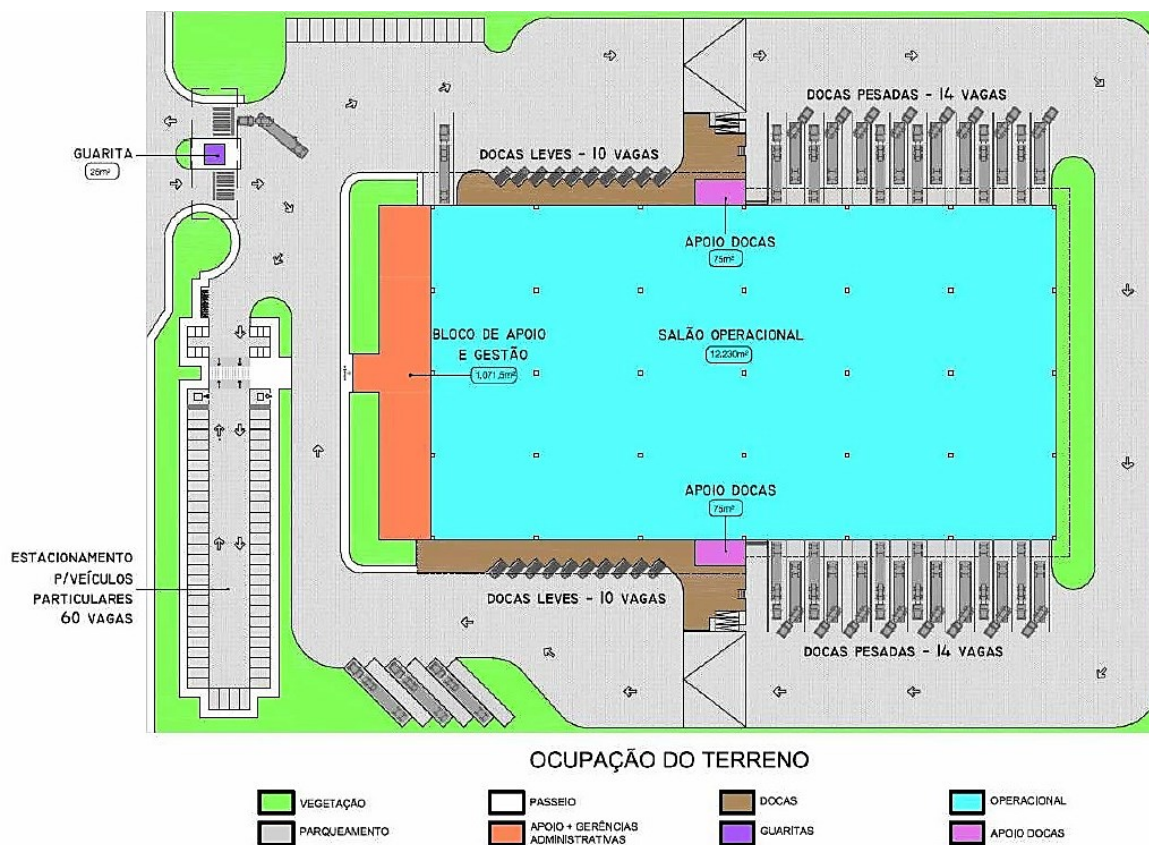 DOCAS PESADAS - 14 VAGAS
GUARITA
25m²
DOCAS LEVES - 10 VAGAS
APOIO DOCAS
75m²
BLOCO DE APOIO
E GESTÃO
1.071,5m²
SALÃO OPERACIONAL
12.230m²
APOIO DOCAS
75m²
ESTACIONAMENTO
P/VEÍCULOS
PARTICULARES
60 VAGAS
DOCAS LEVES - 10 VAGAS
DOCAS PESADAS - 14 VAGAS
OCUPAÇÃO DO TERRENO
VEGETAÇÃO
PASSEIO
DOCAS
OPERACIONAL
PARQUEAMENTO
APOIO + GERÊNCIAS
ADMINISTRATIVAS
GUARITAS
APOIO DOCAS